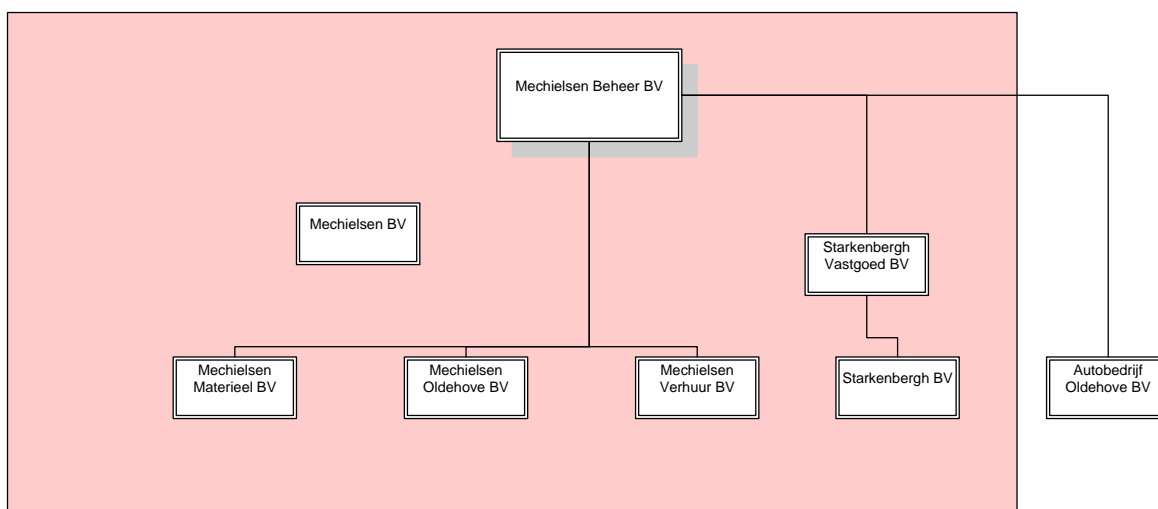 Mechielsen Beheer BV
Mechielsen BV
Starkenbergh
Vastgoed BV
Mechielsen
Materieel BV
Mechielsen
Oldehove BV
Mechielsen
Verhuur BV
Starkenbergh BV
Autobedrijf
Oldehove BV